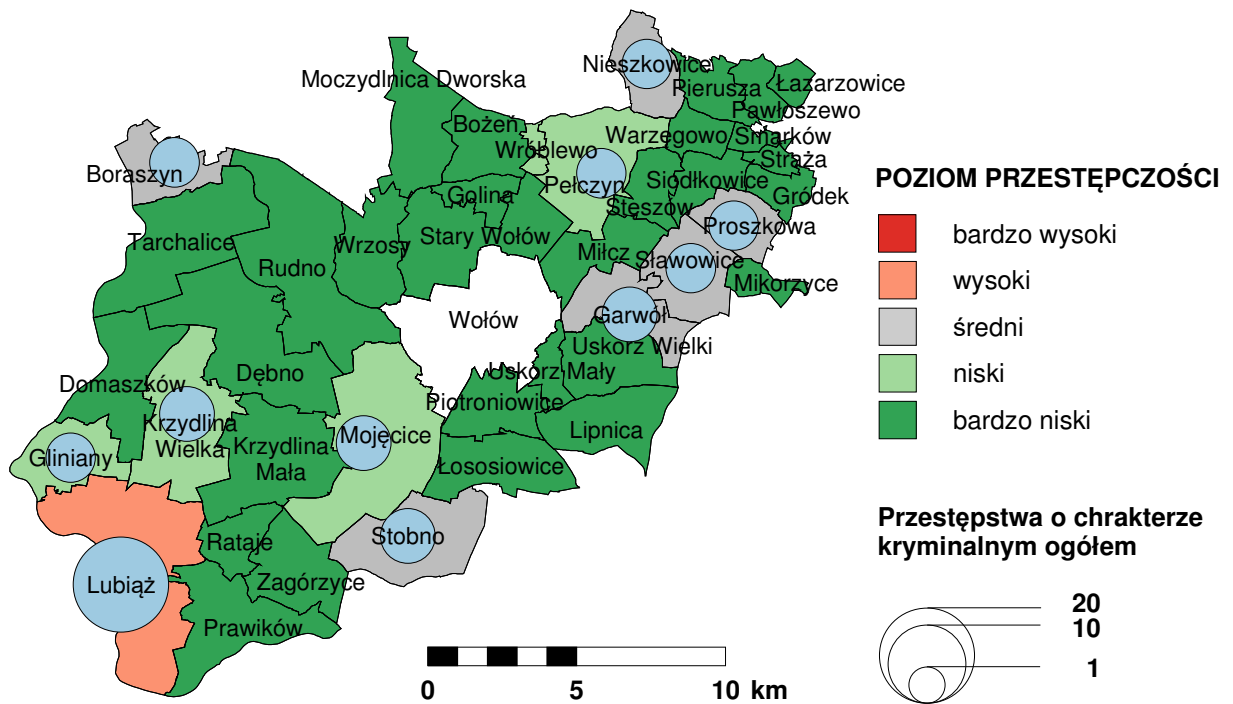 Nieszkowice
Moczydlnica Dworska
Pierusza
Łazarzowice
Pawłoszewo
Bożeń
Warzęgowo
Smarków
Wróblewo
Straża
Boraszyn
Pełczyn
Siodłkowice
Golina
Stęszów
Gródek
Tarchalice
Wrzosy
Stary Wołów
Proszkowa
Rudno
Miłcz
Sławowice
Mikorzyce
Wołów
Garwół
Uskorz Wielki
Domaszków
Dębno
Uskorz Mały
Piotroniowice
Krzydlina
Wielka
Mojęcice
Lipnica
Gliniany
Krzydlina
Mała
Łososiowice
Stobno
Rataje
Lubiąż
Zagórzyce
Prawików
0
5
10 km
POZIOM PRZESTĘPCZOŚCI
bardzo wysoki
wysoki
średni
niski
bardzo niski
Przestępstwa o chrakterze
kryminalnym ogółem
20
10
1